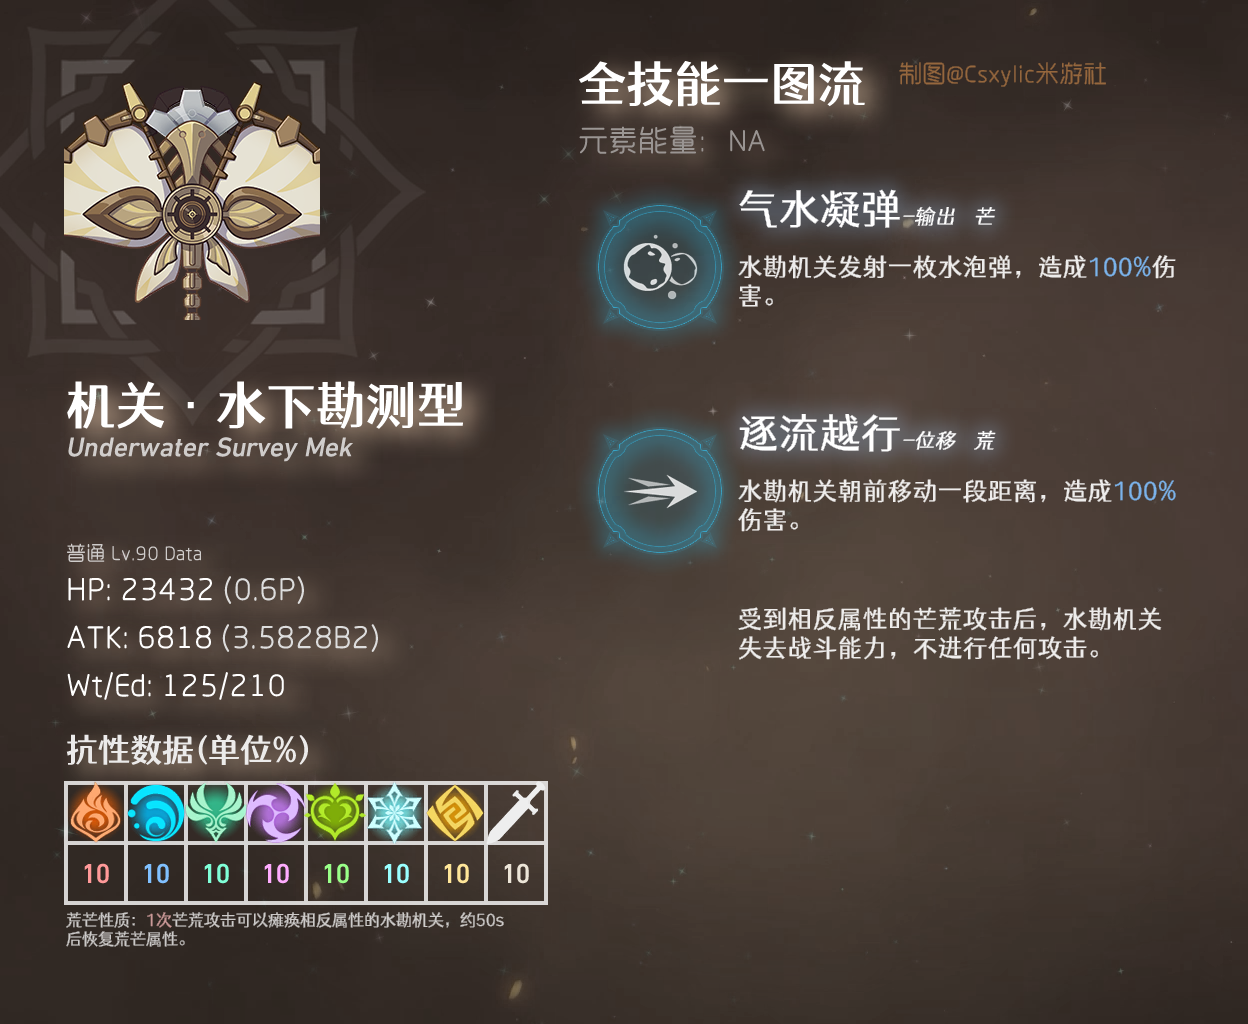 全技能一图流
制图@Csxylic米游社
元素能量: NA
气水凝弹-输出 芒
水勘机关发射一枚水泡弹，造成100%伤
害。
逐流越行-位移 荒
水勘机关朝前移动一段距离，造成100%
伤害。
受到相反属性的芒荒攻击后，水勘机关
失去战斗能力，不进行任何攻击。
机关·水下勘测型
Underwater Survey Mek
普通 Lv.90 Data
HP: 23432 (0.6P)
ATK: 6818 (3.5828B2)
Wt/Ed: 125/210
抗性数据(单位%)
10 10 10 10 10 10 10 10
荒芒性质：1次芒荒攻击可以瘫痪相反属性的水勘机关，约50s
后恢复荒芒属性。